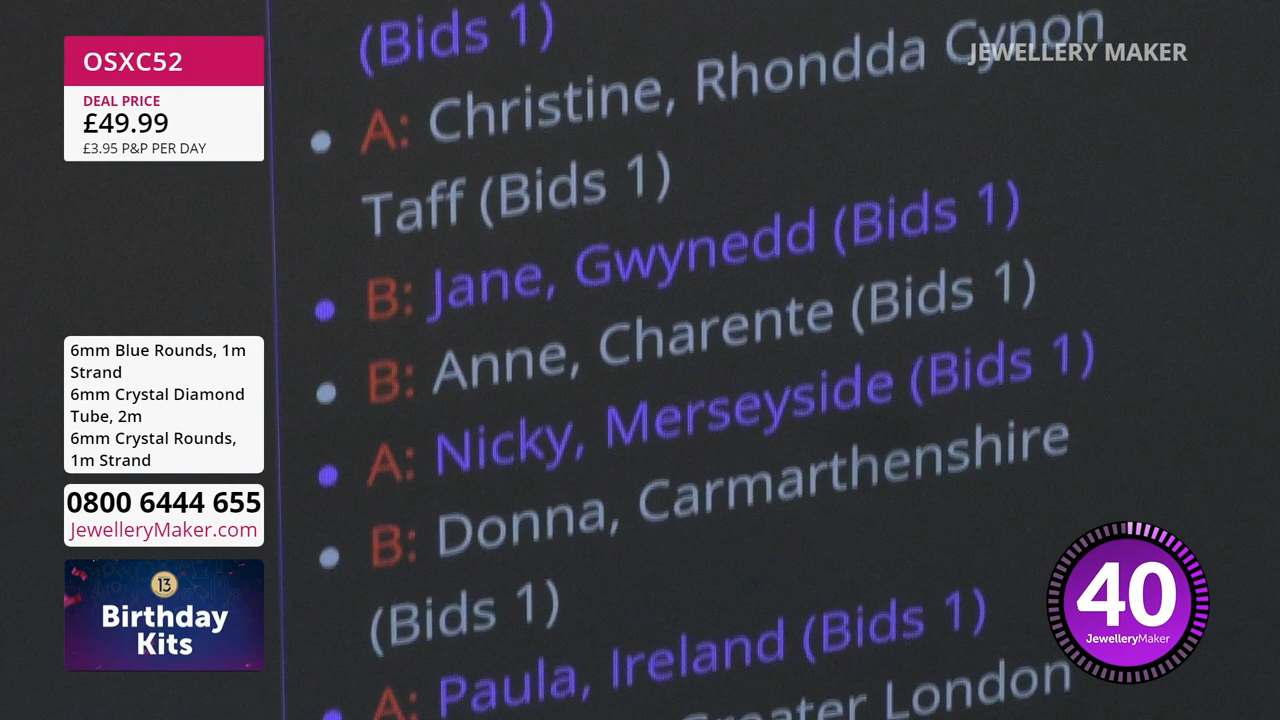 OSXC52
DEAL PRICE
£49.99
£3.95 P&P PER DAY
6mm Blue Rounds, 1m
Strand
6mm Crystal Diamond
Tube, 2m
6mm Crystal Rounds,
1m Strand
0800 6444 655
JewelleryMaker.com
13
Birthday
Kits
JEWELLERY MAKER
(Bids 1)
A: Christine, Rhondda Cynon
Taff (Bids 1)
B: Jane, Gwynedd (Bids 1)
B: Anne, Charente (Bids 1)
A: Nicky, Merseyside (Bids 1)
B: Donna, Carmarthenshire
(Bids 1)
A: Paula, Ireland (Bids 1)
Greater London
40
JewelleryMaker